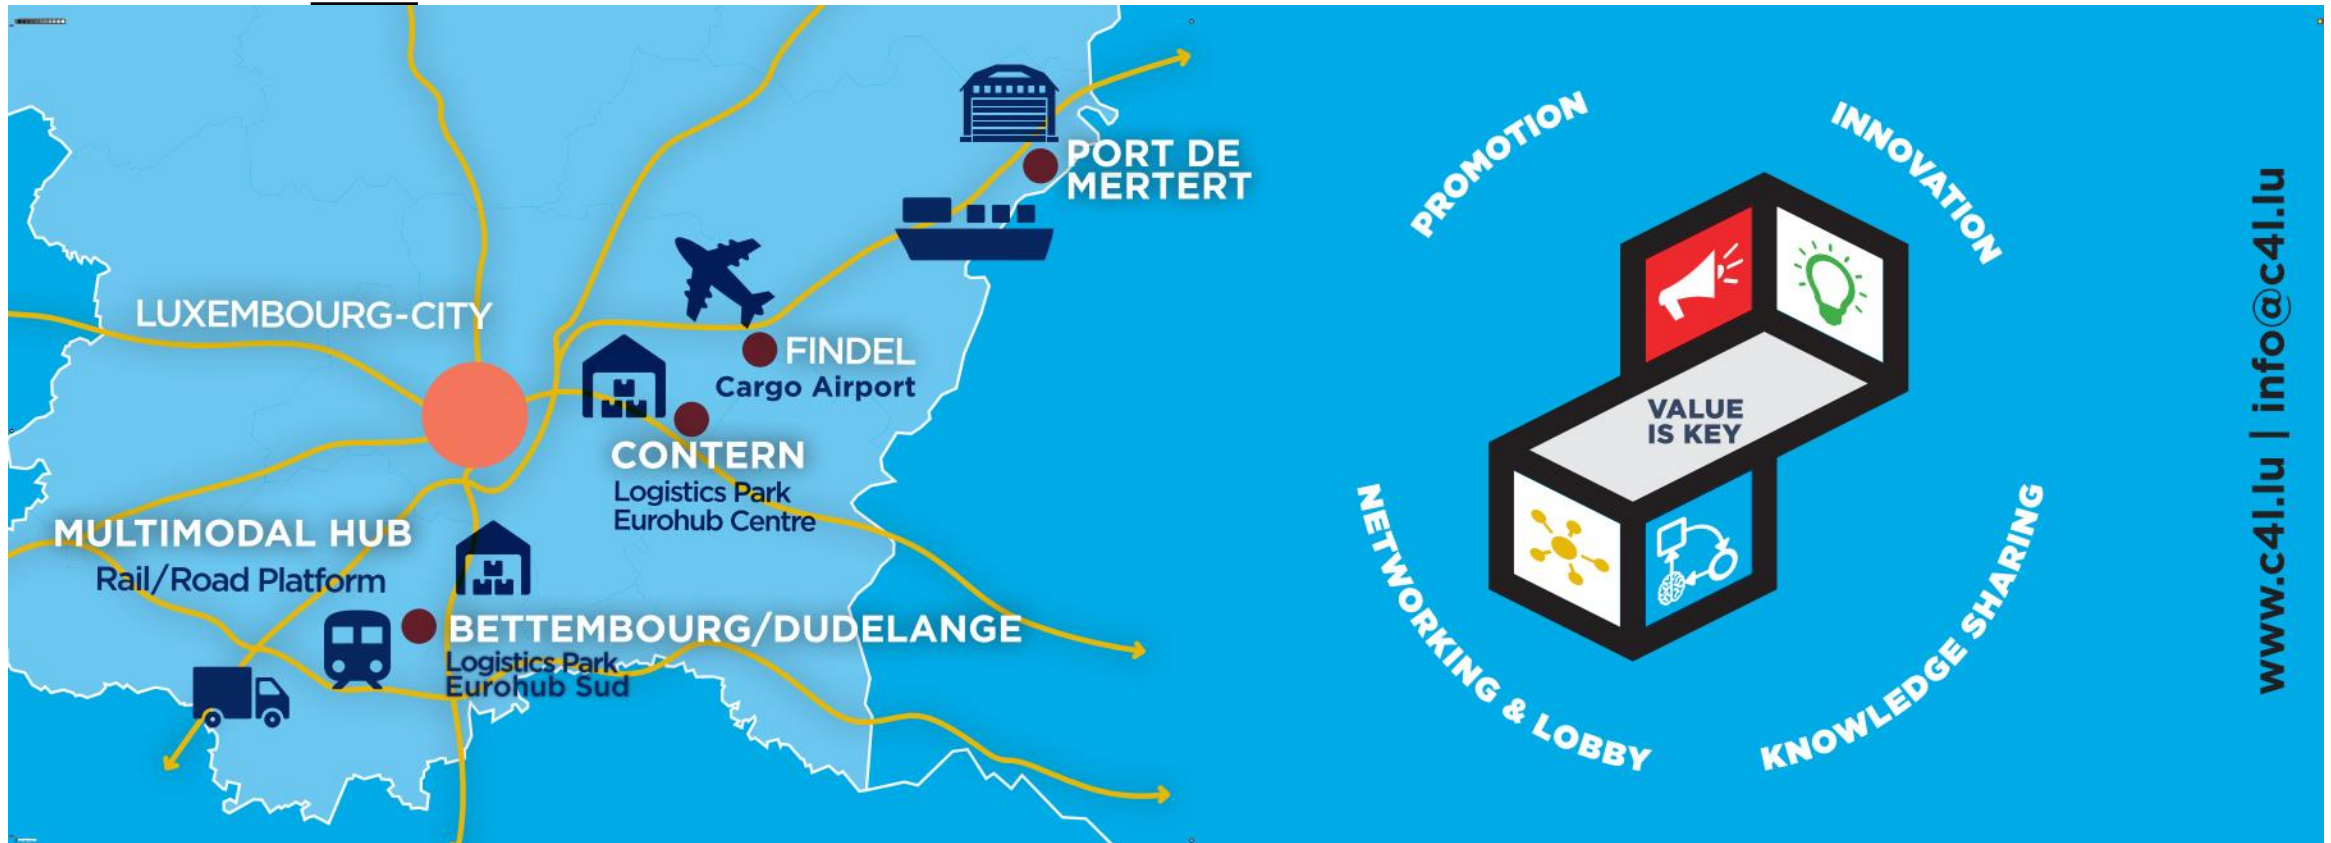 PORT DE
MERTERT
LUXEMBOURG-CITY
FINDEL
Cargo Airport
CONTERN
Logistics Park
Eurohub Centre
MULTIMODAL HUB
Rail/Road Platform
BETTEMBOURG/DUDELANGE
Logistics Park
Eurohub Sud
PROMOTION
INNOVATION
VALUE
IS KEY
NETWORKING & LOBBY
KNOWLEDGE SHARING
www.c4l.lu | info@c4l.lu